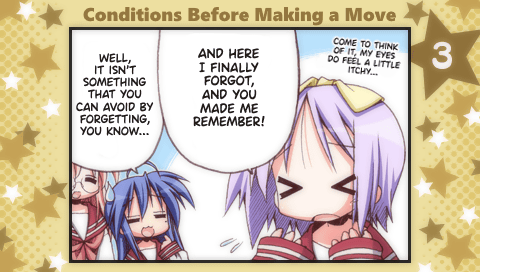 Conditions Before Making a Move
3
WELL,
IT ISN'T
SOMETHING
THAT YOU
CAN AVOID BY
FORGETTING,
YOU KNOW...
AND HERE
I FINALLY
FORGOT,
AND YOU
MADE ME
REMEMBER!
COME TO THINK
OF IT, MY EYES
DO FEEL A LITTLE
ITCHY...